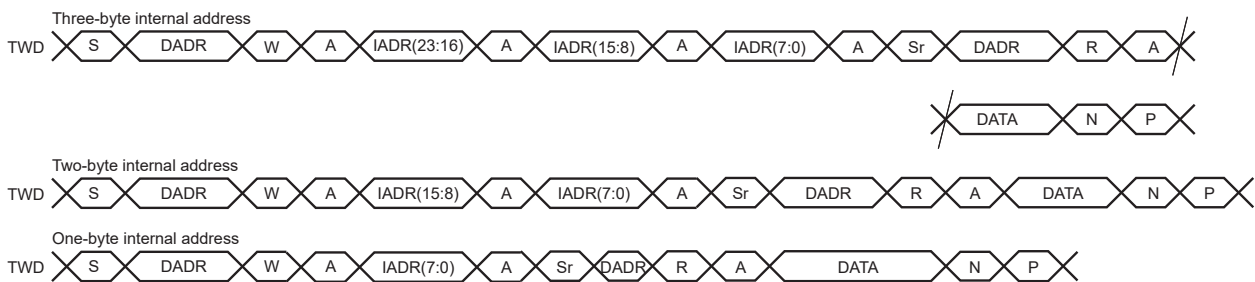 Three-byte internal address
TWD S DADR W A IADR(23:16) A IADR(15:8) A IADR(7:0) A Sr DADR R A
DATA N P
Two-byte internal address
TWD S DADR W A IADR(15:8) A IADR(7:0) A Sr DADR R A DATA N P
One-byte internal address
TWD S DADR W A IADR(7:0) A Sr DADR R A DATA N P